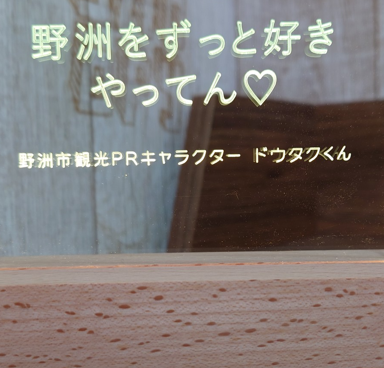 野洲をずっと好き
やってん♡
野洲市観光PRキャラクター ドウタクくん